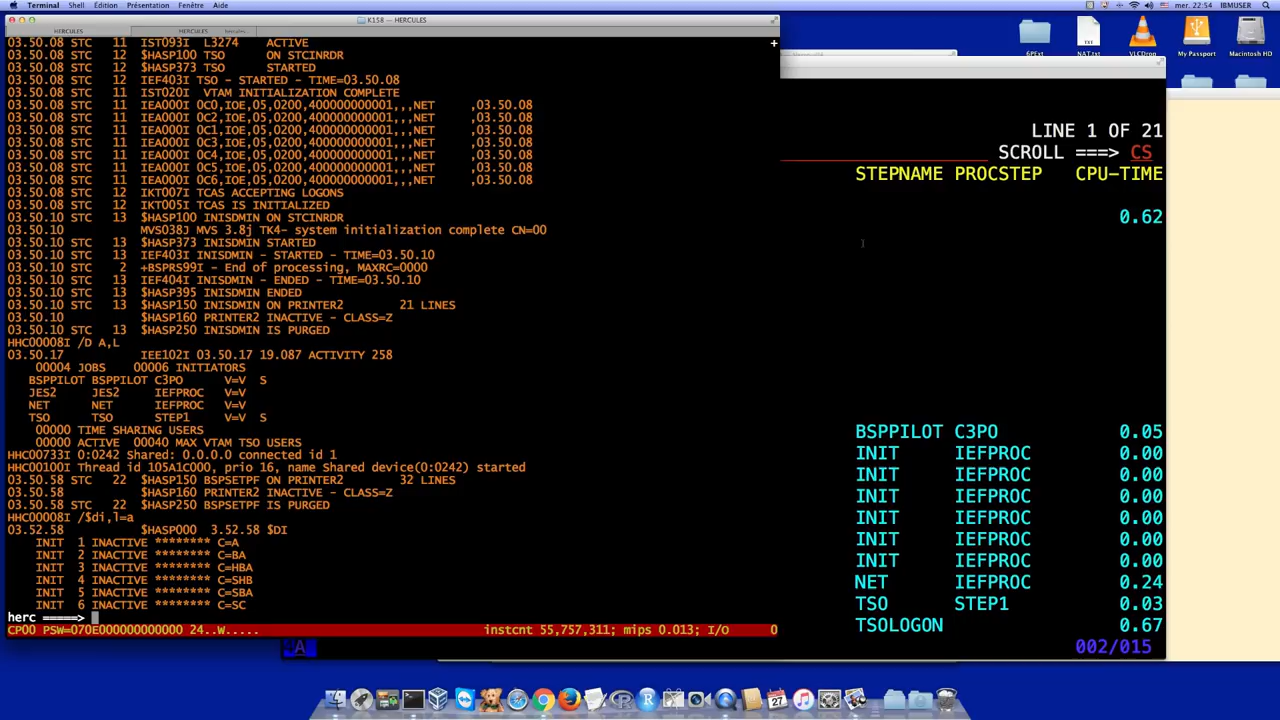 Terminal Shell Édition Présentation Fenêtre Aide
mer. 22:54 IBMUSER
K158 — HERCULES
HERCULES
HERCULES hercules...
03.50.08 STC 11 IST093I L3274 ACTIVE
03.50.08 STC 12 $HASP100 TSO ON STCINRDR
03.50.08 STC 12 $HASP373 TSO STARTED
03.50.08 STC 12 IEF403I TSO - STARTED - TIME=03.50.08
03.50.08 STC 11 IST020I VTAM INITIALIZATION COMPLETE
03.50.08 STC 11 IEA000I 0C0,IOE,05,0200,400000000001,,,NET ,03.50.08
03.50.08 STC 11 IEA000I 0C2,IOE,05,0200,400000000001,,,NET ,03.50.08
03.50.08 STC 11 IEA000I 0C1,IOE,05,0200,400000000001,,,NET ,03.50.08
03.50.08 STC 11 IEA000I 0C3,IOE,05,0200,400000000001,,,NET ,03.50.08
03.50.08 STC 11 IEA000I 0C4,IOE,05,0200,400000000001,,,NET ,03.50.08
03.50.08 STC 11 IEA000I 0C5,IOE,05,0200,400000000001,,,NET ,03.50.08
03.50.08 STC 11 IEA000I 0C6,IOE,05,0200,400000000001,,,NET ,03.50.08
03.50.08 STC 12 IKT007I TCAS ACCEPTING LOGONS
03.50.08 STC 12 IKT005I TCAS IS INITIALIZED
03.50.10 STC 13 $HASP100 INISDMIN ON STCINRDR
03.50.10 MVS038J MVS 3.8j TK4- system initialization complete CN=00
03.50.10 STC 13 $HASP373 INISDMIN STARTED
03.50.10 STC 13 IEF403I INISDMIN - STARTED - TIME=03.50.10
03.50.10 STC 2 +BSPRS99I - End of processing, MAXRC=0000
03.50.10 STC 13 IEF404I INISDMIN - ENDED - TIME=03.50.10
03.50.10 STC 13 $HASP395 INISDMIN ENDED
03.50.10 STC 13 $HASP150 INISDMIN ON PRINTER2 21 LINES
03.50.10 $HASP160 PRINTER2 INACTIVE - CLASS=Z
03.50.10 STC 13 $HASP250 INISDMIN IS PURGED
HHC00008I /D A,L
03.50.17 IEE102I 03.50.17 19.087 ACTIVITY 258
00004 JOBS 00006 INITIATORS
BSPPILOT BSPPILOT C3PO V=V S
JES2 JES2 IEFPROC V=V
NET NET IEFPROC V=V
TSO TSO STEP1 V=V S
00000 TIME SHARING USERS
00000 ACTIVE 00040 MAX VTAM TSO USERS
HHC00733I 0:0242 Shared: 0.0.0.0 connected id 1
HHC00100I Thread id 105A1C000, prio 16, name Shared device(0:0242) started
03.50.58 STC 22 $HASP150 BSPSETPF ON PRINTER2 32 LINES
03.50.58 $HASP160 PRINTER2 INACTIVE - CLASS=Z
03.50.58 STC 22 $HASP250 BSPSETPF IS PURGED
HHC00008I /$di,l=a
03.52.58 $HASP000 3.52.58 $DI
INIT 1 INACTIVE ******** C=A
INIT 2 INACTIVE ******** C=BA
INIT 3 INACTIVE ******** C=HBA
INIT 4 INACTIVE ******** C=SHB
INIT 5 INACTIVE ******** C=SBA
INIT 6 INACTIVE ******** C=SC
herc =====>
CP00 PSW=070E000000000000 24..W..... instcnt 55,757,311; mips 0.013; I/O 0
LINE 1 OF 21
SCROLL ===> CS
STEPNAME PROCSTEP CPU-TIME
0.62
BSPPILOT C3PO 0.05
INIT IEFPROC 0.00
INIT IEFPROC 0.00
INIT IEFPROC 0.00
INIT IEFPROC 0.00
INIT IEFPROC 0.00
INIT IEFPROC 0.00
NET IEFPROC 0.24
TSO STEP1 0.03
TSOLOGON 0.67
4A 002/015
6PExt
NAT.txt
VLCDrop
My Passport
Macintosh HD